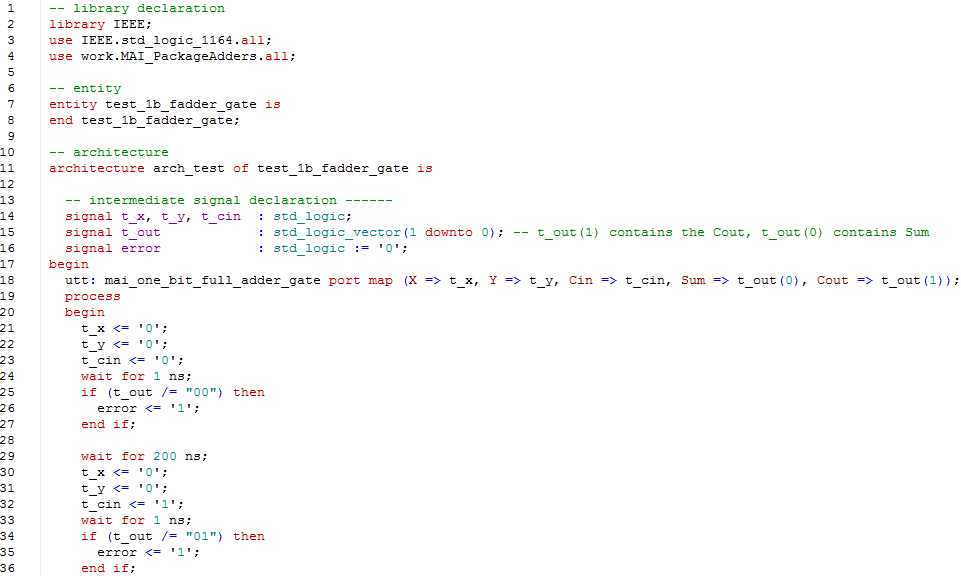 1 -- library declaration
2 library IEEE;
3 use IEEE.std_logic_1164.all;
4 use work.MAI_PackageAdders.all;
5
6 -- entity
7 entity test_1b_fadder_gate is
8 end test_1b_fadder_gate;
9
10 -- architecture
11 architecture arch_test of test_1b_fadder_gate is
12
13   -- intermediate signal declaration ------
14   signal t_x, t_y, t_cin  : std_logic;
15   signal t_out            : std_logic_vector(1 downto 0); -- t_out(1) contains the Cout, t_out(0) contains Sum
16   signal error            : std_logic := '0';
17 begin
18   utt: mai_one_bit_full_adder_gate port map (X => t_x, Y => t_y, Cin => t_cin, Sum => t_out(0), Cout => t_out(1));
19   process
20   begin
21     t_x <= '0';
22     t_y <= '0';
23     t_cin <= '0';
24     wait for 1 ns;
25     if (t_out /= "00") then
26       error <= '1';
27     end if;
28
29     wait for 200 ns;
30     t_x <= '0';
31     t_y <= '0';
32     t_cin <= '1';
33     wait for 1 ns;
34     if (t_out /= "01") then
35       error <= '1';
36     end if;